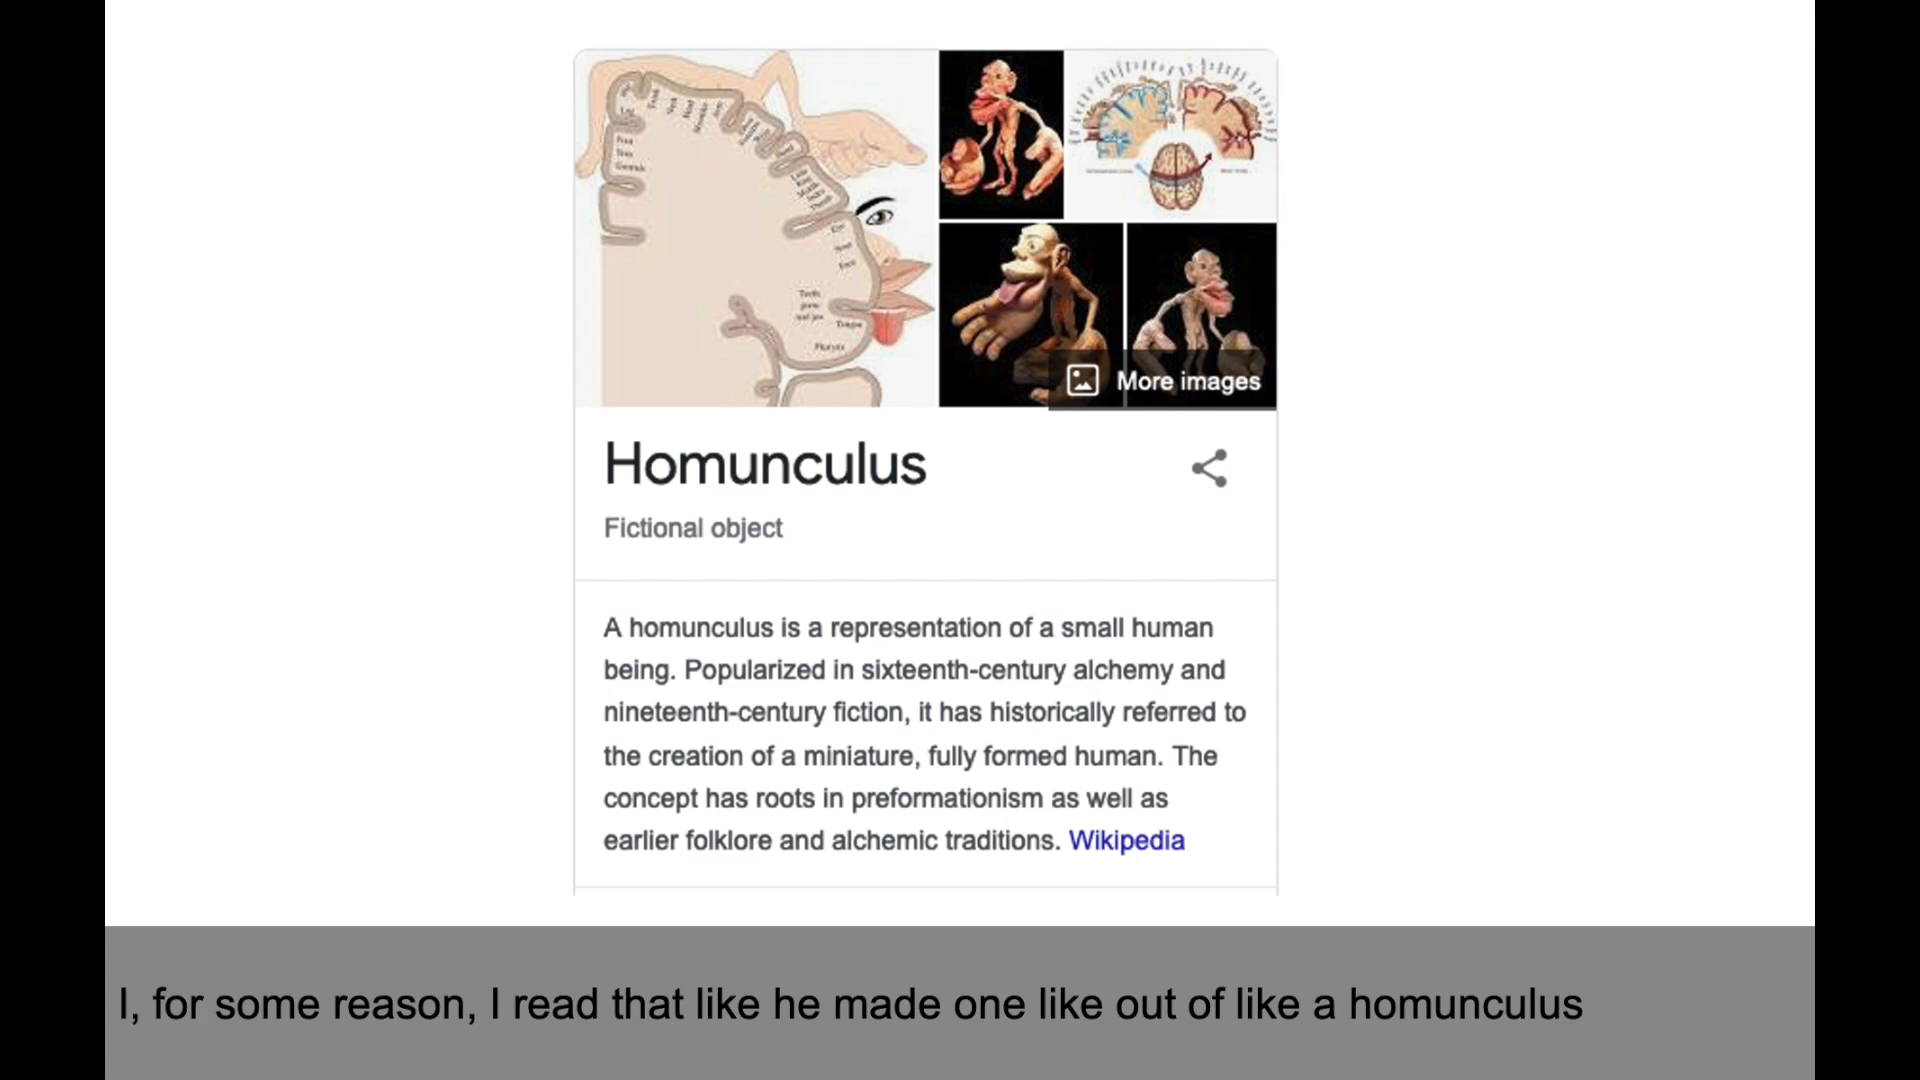 More images
Homunculus
Fictional object
A homunculus is a representation of a small human
being. Popularized in sixteenth-century alchemy and
nineteenth-century fiction, it has historically referred to
the creation of a miniature, fully formed human. The
concept has roots in preformationism as well as
earlier folklore and alchemic traditions. Wikipedia
I, for some reason, I read that like he made one like out of like a homunculus